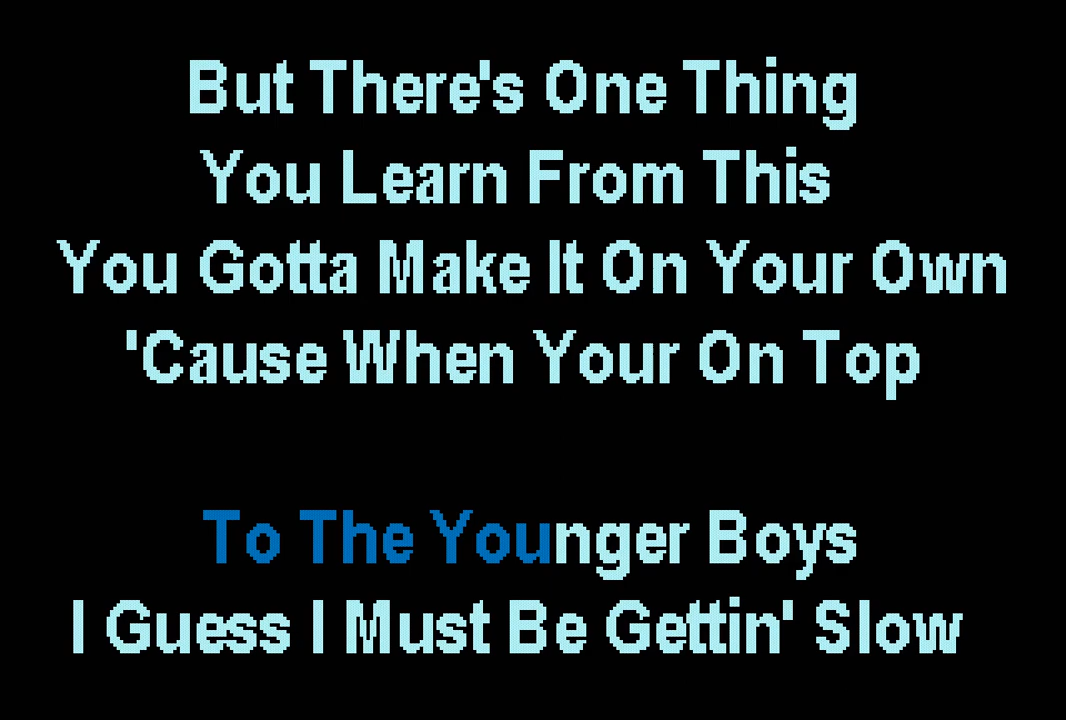 But There's One Thing
You Learn From This
You Gotta Make It On Your Own
'Cause When Your On Top
To The Younger Boys
I Guess I Must Be Gettin' Slow